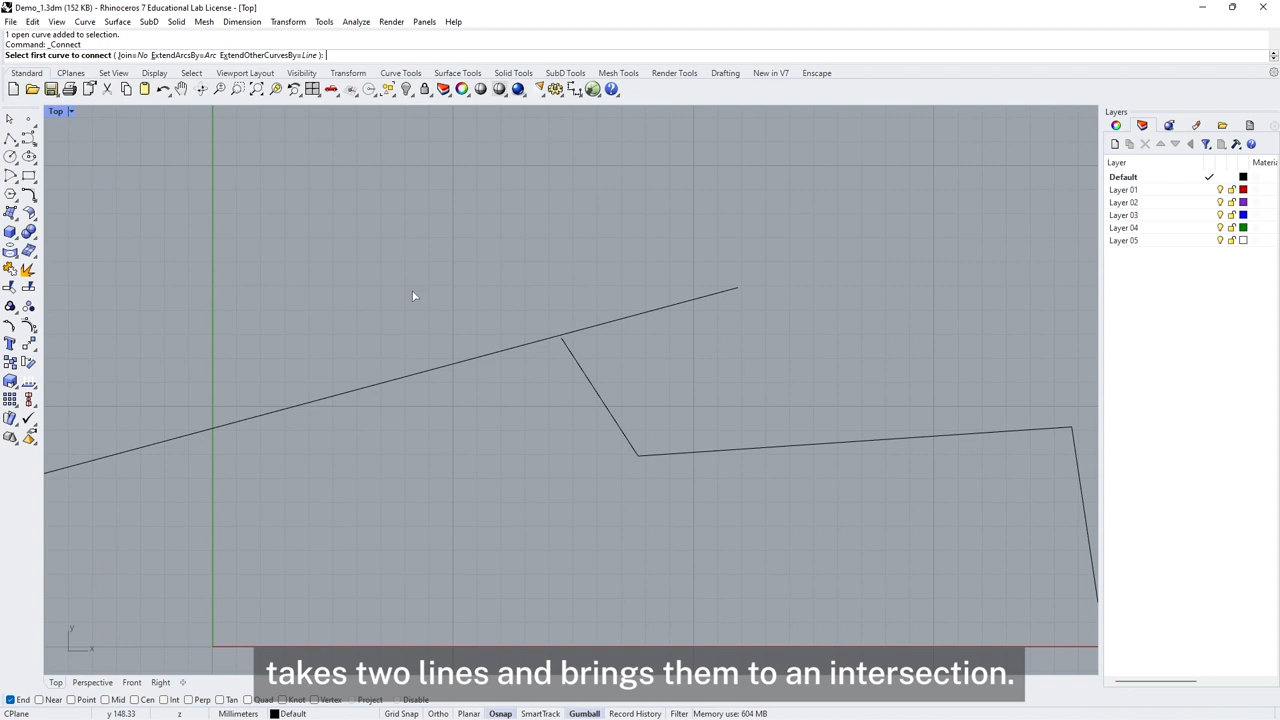 Demo_1.3dm (152 KB) - Rhinoceros 7 Educational Lab License - [Top]
File Edit View Curve Surface SubD Solid Mesh Dimension Transform Tools Analyze Render Panels Help
1 open curve added to selection.
Command: _Connect
Select first curve to connect ( Join=No ExtendArcsBy=Arc ExtendOtherCurvesBy=Line ):
Standard CPlanes Set View Display Select Viewport Layout Visibility Transform Curve Tools Surface Tools Solid Tools SubD Tools Mesh Tools Render Tools Drafting New in V7 Enscape
Top
Layers
Layer Materi
Default
Layer 01
Layer 02
Layer 03
Layer 04
Layer 05
y
x
takes two lines and brings them to an intersection.
Top Perspective Front Right
End Near Point Mid Cen Int Perp Tan Quad Knot Vertex Project Disable
CPlane x y 148.33 z Millimeters Default Grid Snap Ortho Planar Osnap SmartTrack Gumball Record History Filter Memory use: 604 MB